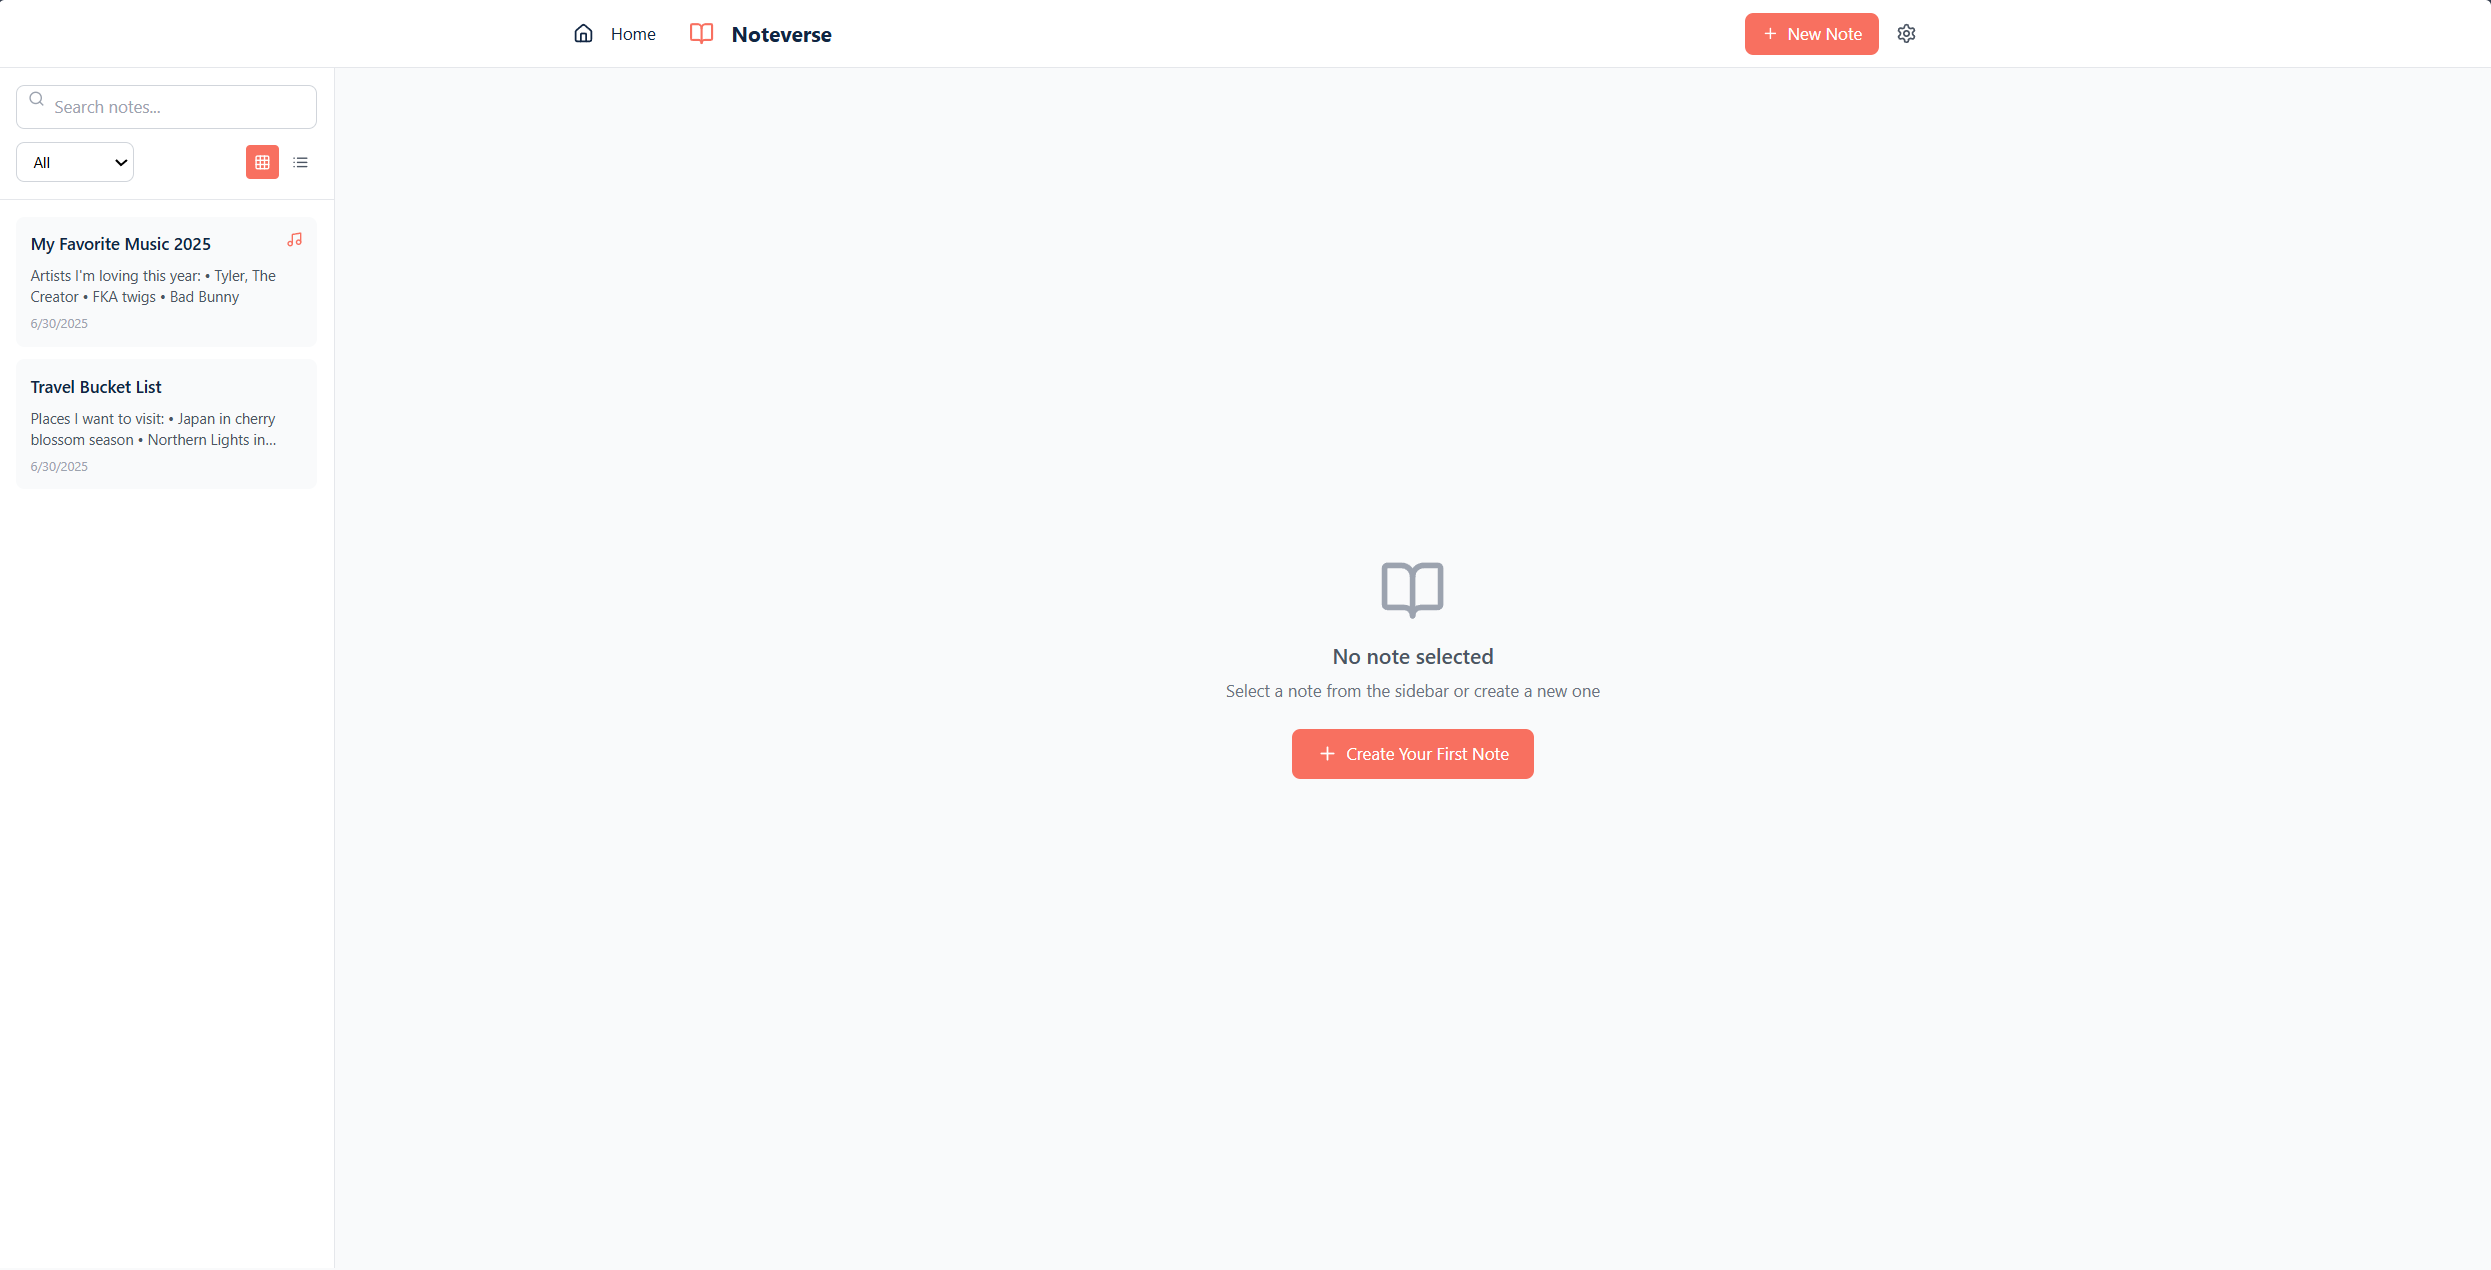 Home
Noteverse
+ New Note
Search notes...
All
My Favorite Music 2025
Artists I'm loving this year: • Tyler, The
Creator • FKA twigs • Bad Bunny
6/30/2025
Travel Bucket List
Places I want to visit: • Japan in cherry
blossom season • Northern Lights in...
6/30/2025
No note selected
Select a note from the sidebar or create a new one
+ Create Your First Note